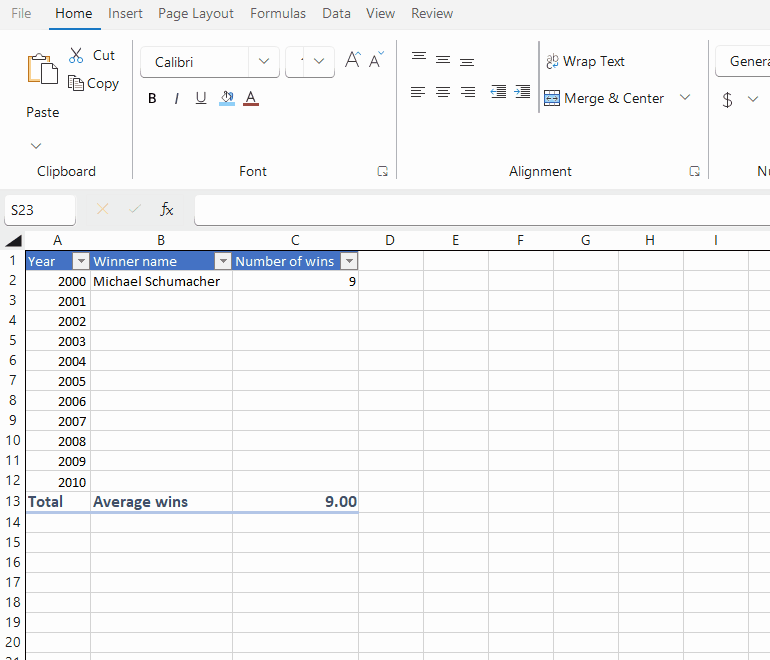 File Home Insert Page Layout Formulas Data View Review
Cut
Calibri
Wrap Text
Genera
Copy
B I U A
Merge & Center
$
Paste
Clipboard Font Alignment
S23 fx
A B C D E F G H I
1 Year Winner name Number of wins
2 2000 Michael Schumacher 9
3 2001
4 2002
5 2003
6 2004
7 2005
8 2006
9 2007
10 2008
11 2009
12 2010
13 Total Average wins 9.00
14
15
16
17
18
19
20